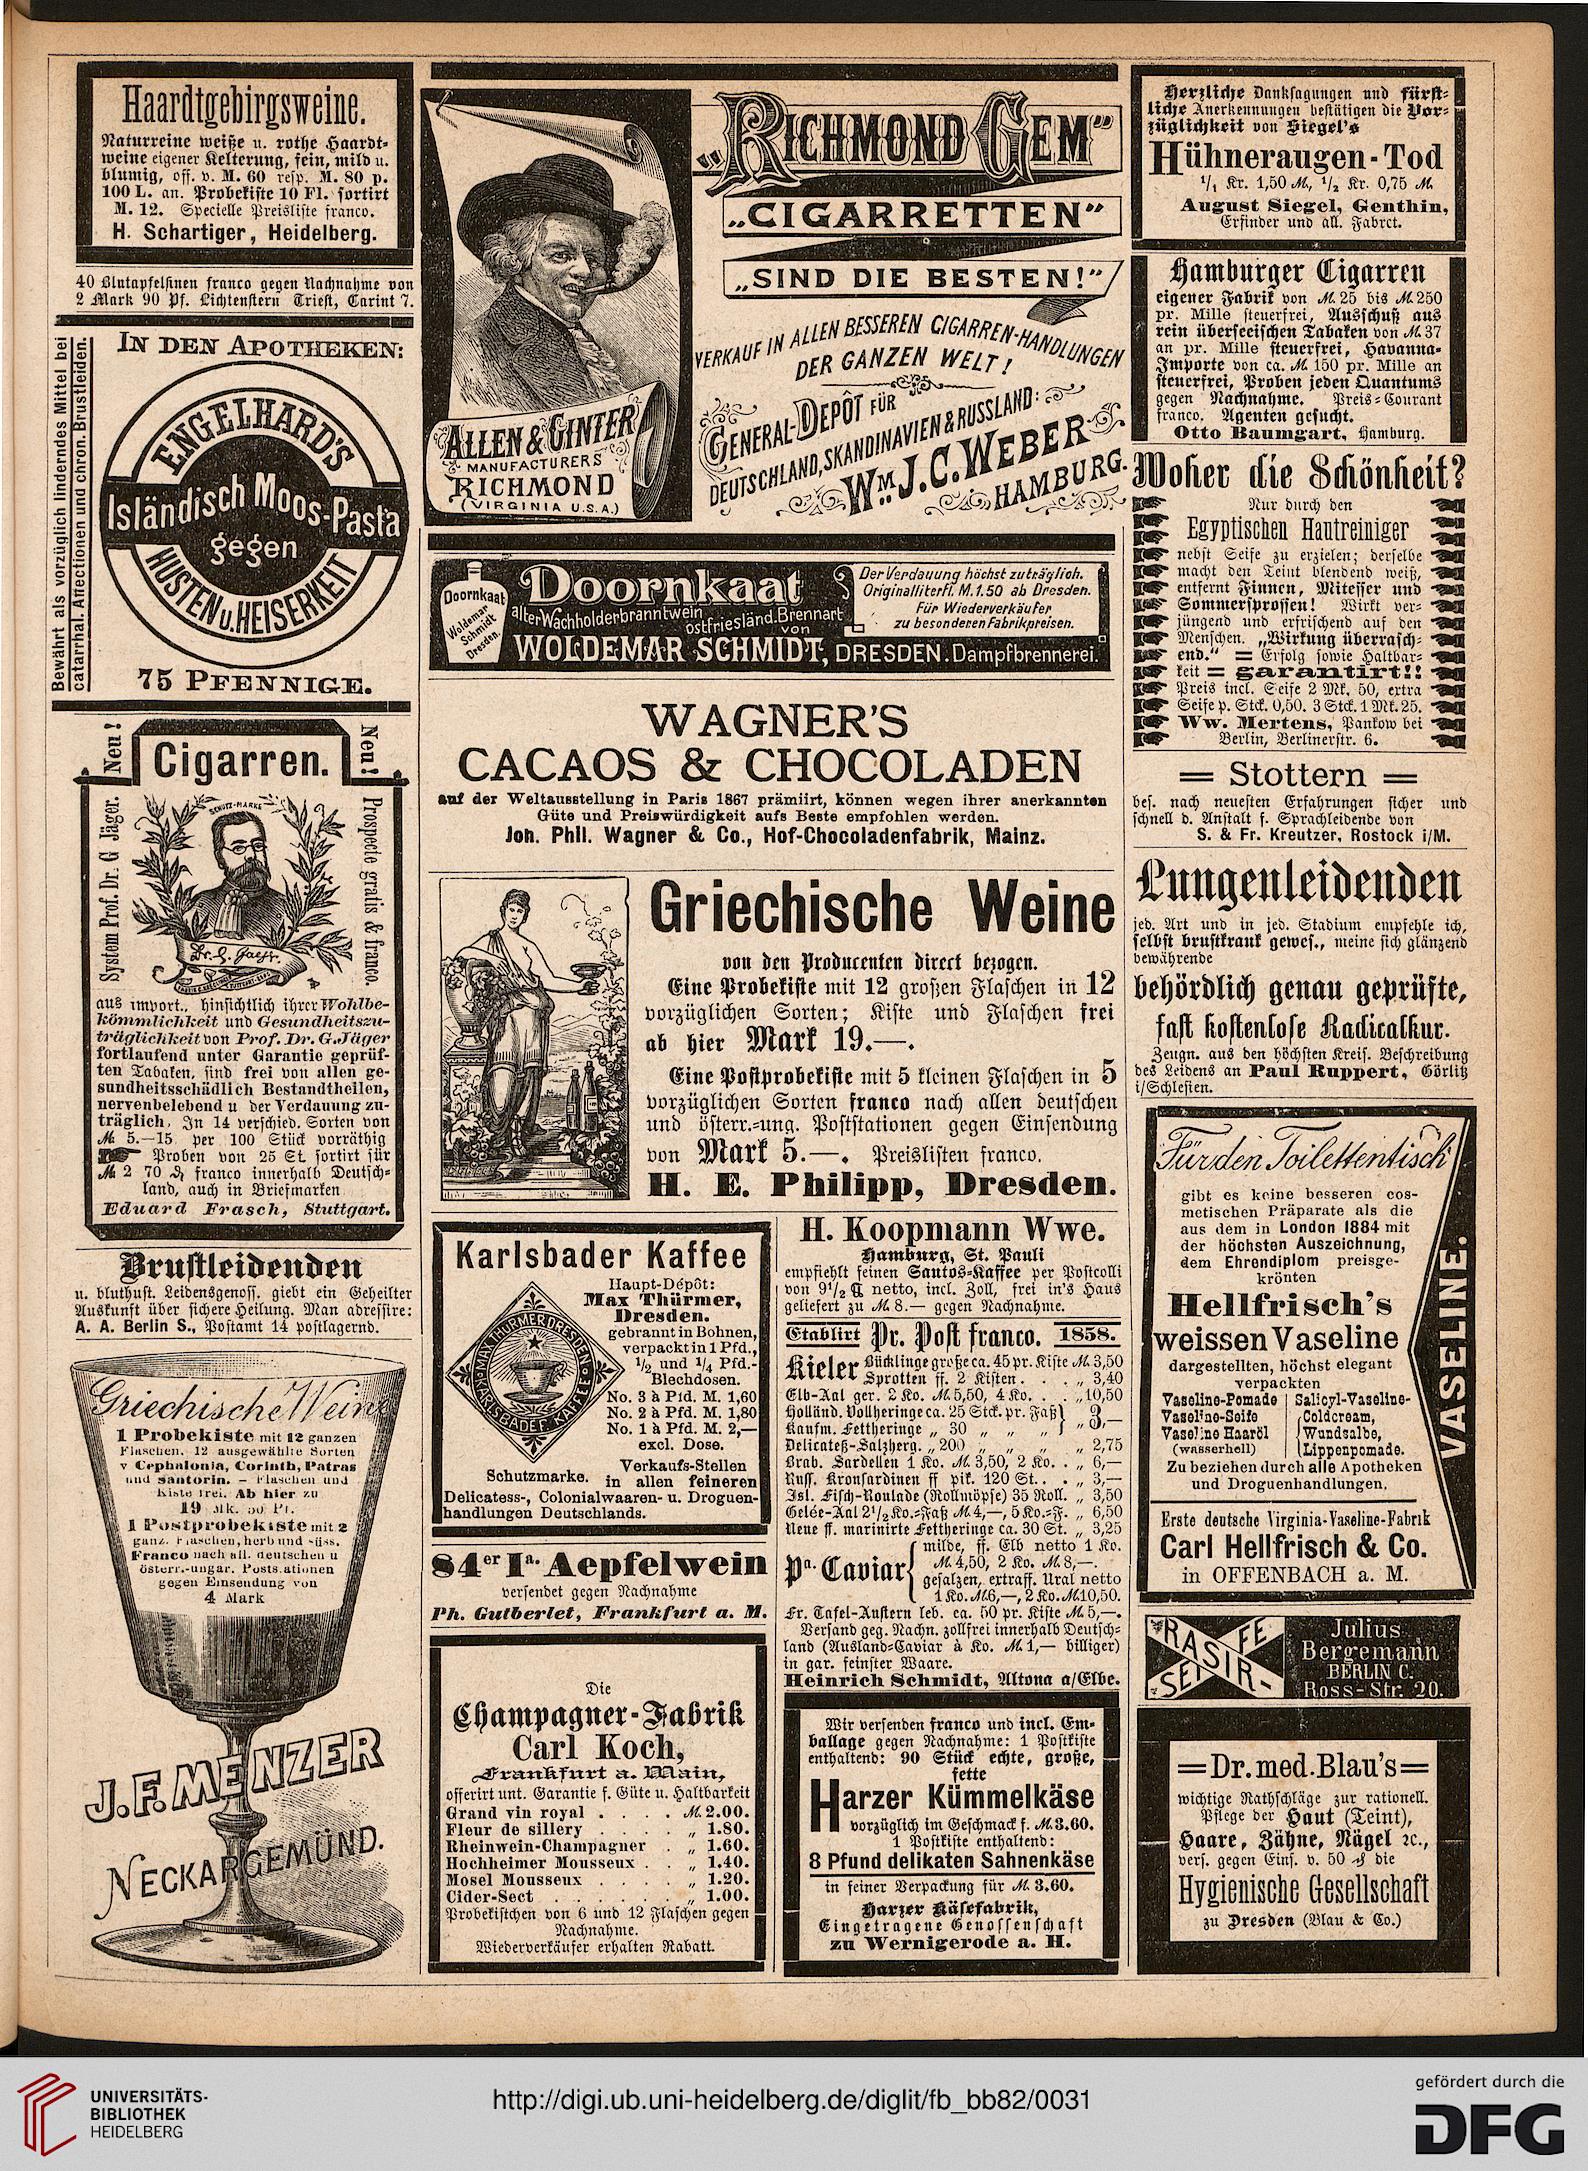 Haardtgebirgsweine.
Naturreine weiße u. rothe Haardt-
weine eigener Kelterung, fein, mild u.
blumig, off. v. M. 60 resp. M. 80 p.
100 L. an. Probekiste 10 Fl. sortirt
M. 12. Specielle Preisliste franco.
H. Schartiger, Heidelberg.
40 Blutapfelsinen franco gegen Nachnahme von
2 Mark 90 Pf. Lichtenstern Triest, Carint 7.
Bewährt als vorzüglich linderndes Mittel bei
catarrhal. Affectionen und chron. Brustleiden.
IN DEN APOTHEKEN:
ENGELHARD'S
Isländisch Moos-Pasta
gegen
HUSTEN u. HEISERKEIT
75 PFENNIGE.
Neu!
Cigarren.
Neu!
System Prof. Dr. G Jäger.
SCHUTZ-MARKE
Dr. G. Jaeger.
Prospecte gratis & franco.
aus import., hinsichtlich ihrer Wohlbe-
kömmlichkeit und Gesundheitszu-
träglichkeit von Prof. Dr. G. Jäger
fortlaufend unter Garantie geprüf-
ten Tabaken, sind frei von allen ge-
sundheitsschädlich Bestandtheilen,
nervenbelebend u der Verdauung zu-
träglich. In 14 verschied. Sorten von
M. 5.—15 per 100 Stück vorräthig
Proben von 25 St. sortirt für
M. 2 70 ₰ franco innerhalb Deutsch-
land, auch in Briefmarken
Eduard Frasch, Stuttgart.
Brustleidenden
u. bluthust. Leidensgenoss. giebt ein Geheilter
Auskunft über sichere Heilung. Man adressire:
A. A. Berlin S., Postamt 14 postlagernd.
Griechische Weine
1 Probekiste mit 12 ganzen
Flaschen. 12 ausgewählte Sorten
v Cephalonia, Corinth, Patras
und Santorin. — Flaschen und
Kiste frei. Ab hier zu
19 Mk. 50 Pf.
1 Postprobekiste mit 2
ganz. Flaschen, herb und süss.
Franco nach all. deutschen u
österr.-ungar. Poststationen
gegen Einsendung von
4 Mark
J. F. MENZER
NECKARGEMÜND.
ALLEN & GINTER
MANUFACTURERS
RICHMOND
(VIRGINIA U.S.A.)
„RICHMOND GEM"
„CIGARRETTEN"
„SIND DIE BESTEN!"
VERKAUF IN ALLEN BESSEREN CIGARREN-HANDLUNGEN
DER GANZEN WELT!
GENERAL-DEPÔT FÜR
DEUTSCHLAND, SKANDINAVIEN & RUSSLAND:
WM. J. C. WEBER
HAMBURG.
Doornkaat
Woldemar
Schmidt
Dresden.
Doornkaat
alter Wachholderbranntwein
ostfriesländ. Brennart
von
Der Verdauung höchst zuträglich.
Originalliterfl. M. 1.50 ab Dresden.
Für Wiederverkäufer
zu besonderen Fabrikpreisen.
WOLDEMAR SCHMIDT, DRESDEN. Dampfbrennerei.
WAGNER'S
CACAOS & CHOCOLADEN
auf der Weltausstellung in Paris 1867 prämiirt, können wegen ihrer anerkannten
Güte und Preiswürdigkeit aufs Beste empfohlen werden.
Joh. Phil. Wagner & Co., Hof-Chocoladenfabrik, Mainz.
Griechische Weine
von den Producenten direct bezogen.
Eine Probekiste mit 12 großen Flaschen in 12
vorzüglichen Sorten; Kiste und Flaschen frei
ab hier Mark 19.—.
Eine Postprobekiste mit 5 kleinen Flaschen in 5
vorzüglichen Sorten franco nach allen deutschen
und österr.-ung. Poststationen gegen Einsendung
von Mark 5.—. Preislisten franco.
H. E. Philipp, Dresden.
Karlsbader Kaffee
Haupt-Dépôt:
Max Thürmer,
Dresden.
gebrannt in Bohnen,
verpackt in 1 Pfd.,
1/2 und 1/4 Pfd.-
Blechdosen.
No. 3 à Pfd. M. 1,60
No. 2 à Pfd. M. 1,80
No. 1 à Pfd. M. 2,—
excl. Dose.
MAX THÜRMER DRESDEN
KARLSBADER KAFFEE
Schutzmarke.
Verkaufs-Stellen
in allen feineren
Delicatess-, Colonialwaaren- u. Droguen-
handlungen Deutschlands.
84er Ia. Aepfelwein
versendet gegen Nachnahme
Ph. Gutberlet, Frankfurt a. M.
Die
Champagner-Fabrik
Carl Koch,
Frankfurt a. Main,
offerirt unt. Garantie f. Güte u. Haltbarkeit
Grand vin royal . . . . M. 2.00.
Fleur de sillery . . . . „ 1.80.
Rheinwein-Champagner . „ 1.60.
Hochheimer Mousseux . . „ 1.40.
Mosel Mousseux . . . . „ 1.20.
Cider-Sect . . . . . . „ 1.00.
Probekistchen von 6 und 12 Flaschen gegen
Nachnahme.
Wiederverkäufer erhalten Rabatt.
H. Koopmann Wwe.
Hamburg, St. Pauli
empfiehlt feinen Santos-Kaffee per Postcolli
von 9 1/2 ℔ netto, incl. Zoll, frei in's Haus
geliefert zu M. 8.— gegen Nachnahme.
Etablirt Pr. Post franco. 1858.
Kieler Bücklinge große ca. 45 pr. Kiste M. 3,50
Sprotten ff. 2 Kisten. . . . „ 3,40
Elb-Aal ger. 2 Ko. M. 5,50, 4 Ko. . . „ 10,50
Holländ. Vollheringe ca. 25 Stck. pr. Faß } „ 3,—
Kaufm. Fettheringe „ 30 „ „ „
Delicateß-Salzherg. „ 200 „ „ „ „ 2,75
Brab. Sardellen 1 Ko. M. 3,50, 2 Ko. . „ 6,—
Russ. Kronsardinen ff pik. 120 St. . . „ 3,—
Isl. Fisch-Roulade (Rollmöpse) 35 Roll. „ 3,50
Gelée-Aal 2 1/2 Ko.-Faß M. 4,—, 5 Ko.-F. „ 6,50
Neue ff. marinirte Fettheringe ca. 30 St. „ 3,25
Pa. Caviar { milde, ff. Elb netto 1 Ko.
M. 4,50, 2 Ko. M. 8,—.
gesalzen, extraff. Ural netto
1 Ko. M. 6,—, 2 Ko. M. 10,50.
Fr. Tafel-Austern leb. ca. 50 pr. Kiste M. 5,—.
Versand geg. Nachn. zollfrei innerhalb Deutsch-
land (Ausland-Caviar à Ko. M. 1,— billiger)
in gar. feinster Waare.
Heinrich Schmidt, Altona a/Elbe.
Wir versenden franco und incl. Em-
ballage gegen Nachnahme: 1 Postkiste
enthaltend: 90 Stück echte, große,
fette
Harzer Kümmelkäse
vorzüglich im Geschmack f. M. 3.60.
1 Postkiste enthaltend:
8 Pfund delikaten Sahnenkäse
in feiner Verpackung für M. 3.60.
Harzer Käsefabrik,
Eingetragene Genossenschaft
zu Wernigerode a. H.
Herzliche Danksagungen und fürst-
liche Anerkennungen bestätigen die Vor-
züglichkeit von Siegel's
Hühneraugen-Tod
1/1 Kr. 1,50 M., 1/2 Kr. 0,75 M.
August Siegel, Genthin,
Erfinder und all. Fabrct.
Hamburger Cigarren
eigener Fabrik von M. 25 bis M. 250
pr. Mille steuerfrei, Ausschuß aus
rein überseeischen Tabaken von M. 37
an pr. Mille steuerfrei, Havanna-
Importe von ca. M. 150 pr. Mille an
steuerfrei, Proben jeden Quantums
gegen Nachnahme. Preis-Courant
franco. Agenten gesucht.
Otto Baumgart, Hamburg.
Woher die Schönheit?
Nur durch den
Egyptischen Hautreiniger
nebst Seife zu erzielen; derselbe
macht den Teint blendend weiß,
entfernt Finnen, Mitesser und
Sommersprossen! Wirkt ver-
jüngend und erfrischend auf den
Menschen. „Wirkung überrasch-
end." = Erfolg sowie Haltbar-
keit = garantirt!!
Preis incl. Seife 2 Mk. 50, extra
Seife p. Stck. 0,50. 3 Stck. 1 Mk. 25.
Ww. Mertens, Pankow bei
Berlin, Berlinerstr. 6.
= Stottern =
bes. nach neuesten Erfahrungen sicher und
schnell d. Anstalt f. Sprachleidende von
S. & Fr. Kreutzer, Rostock i/M.
Lungenleidenden
jed. Art und in jed. Stadium empfehle ich,
selbst brustkrank gewes., meine sich glänzend
bewährende
behördlich genau geprüfte,
fast kostenlose Radicalkur.
Zeugn. aus den höchsten Kreis. Beschreibung
des Leidens an Paul Ruppert, Görlitz
i/Schlesien.
Für den Toilettentisch
gibt es keine besseren cos-
metischen Präparate als die
aus dem in London 1884 mit
der höchsten Auszeichnung,
dem Ehrendiplom preisge-
krönten
Hellfrisch's
weissen Vaseline
dargestellten, höchst elegant
verpackten
Vaseline-Pomade
Vaseline-Seife
Vaseline Haaröl
(wasserhell)
Salicyl-Vaseline-
Coldcream,
Wundsalbe,
Lippenpomade.
Zu beziehen durch alle Apotheken
und Droguenhandlungen.
VASELINE.
Erste deutsche Virginia-Vaseline-Fabrik
Carl Hellfrisch & Co.
in OFFENBACH a. M.
RASIR-
SEIFE
Julius
Bergemann
BERLIN C.
Ross-Str. 20.
=Dr. med. Blau's=
wichtige Rathschläge zur rationell.
Pflege der Haut (Teint),
Haare, Zähne, Nägel ꝛc.,
vers. gegen Eins. v. 50 ₰ die
Hygienische Gesellschaft
zu Dresden (Blau & Co.)
UNIVERSITÄTS-
BIBLIOTHEK
HEIDELBERG
http://digi.ub.uni-heidelberg.de/diglit/fb_bb82/0031
gefördert durch die
DFG